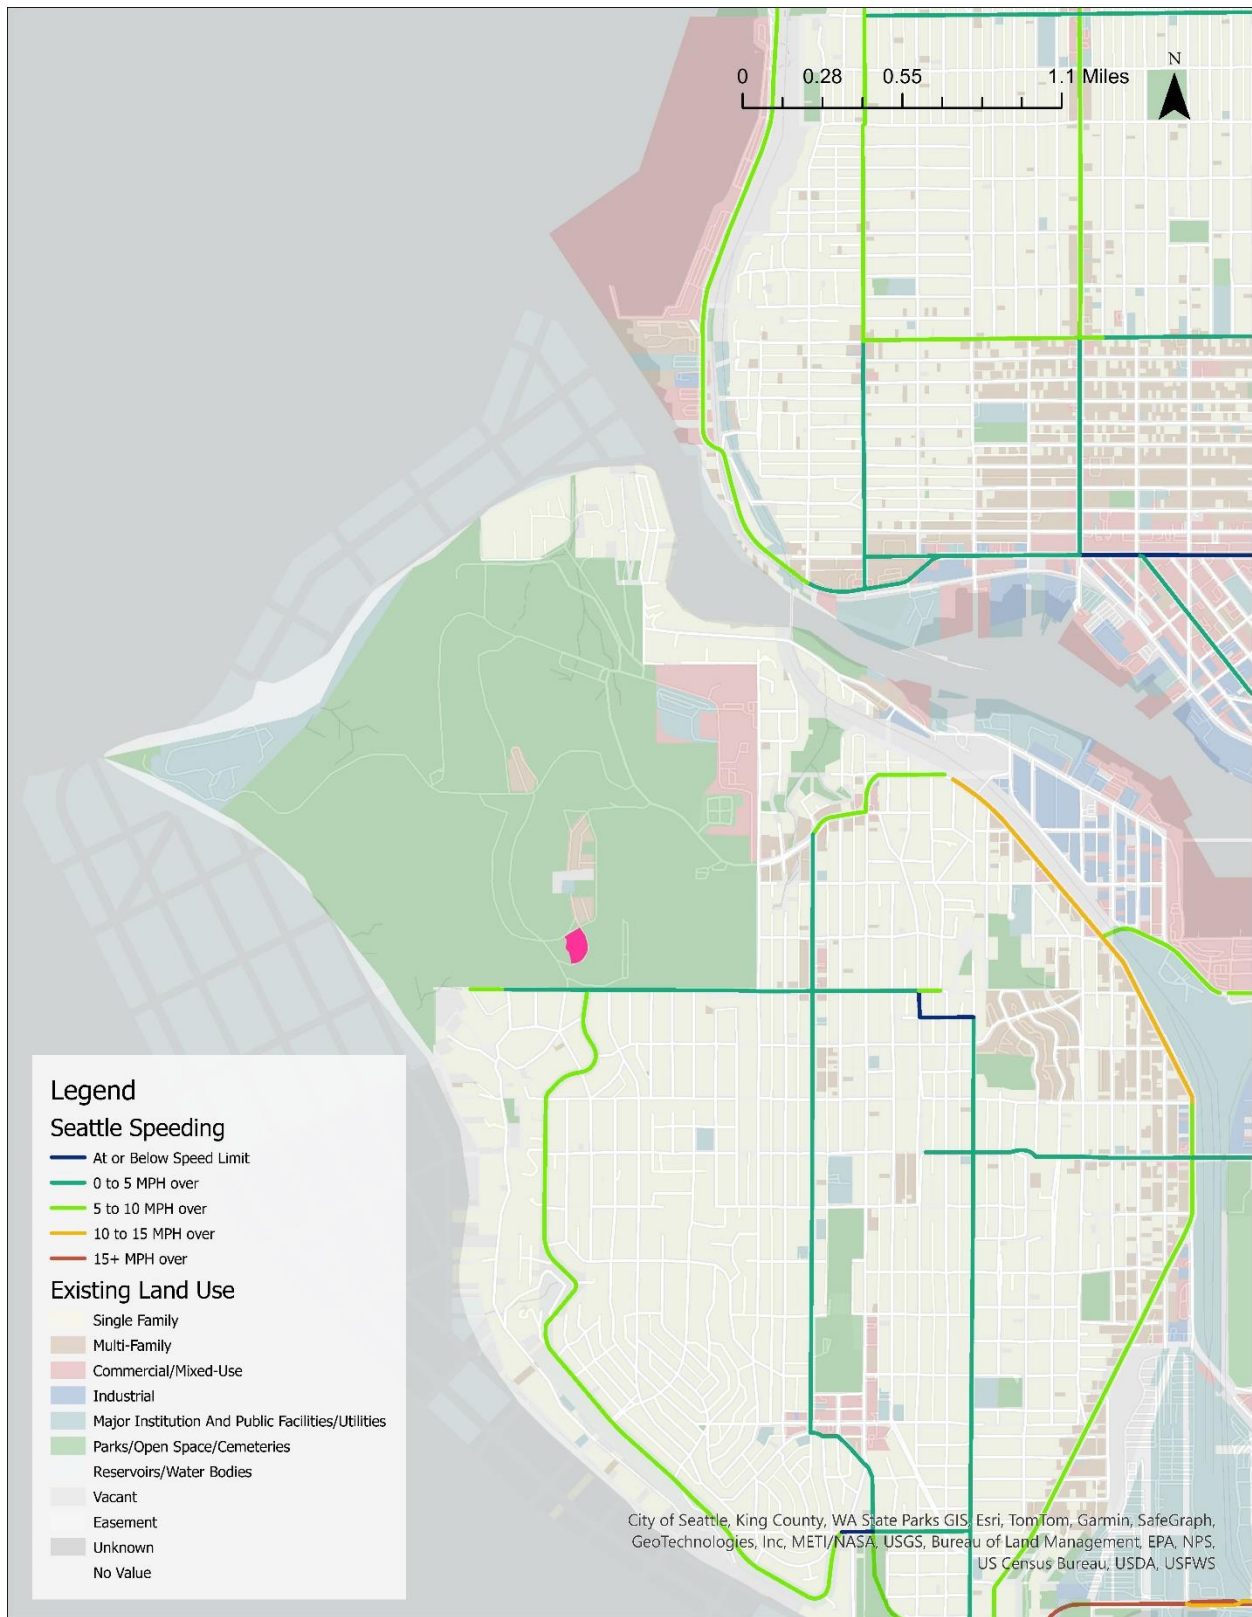 N
0 0.28 0.55 1.1 Miles
Legend
Seattle Speeding
At or Below Speed Limit
0 to 5 MPH over
5 to 10 MPH over
10 to 15 MPH over
15+ MPH over
Existing Land Use
Single Family
Multi-Family
Commercial/Mixed-Use
Industrial
Major Institution And Public Facilities/Utilities
Parks/Open Space/Cemeteries
Reservoirs/Water Bodies
Vacant
Easement
Unknown
No Value
City of Seattle, King County, WA State Parks GIS, Esri, TomTom, Garmin, SafeGraph,
GeoTechnologies, Inc, METI/NASA, USGS, Bureau of Land Management, EPA, NPS,
US Census Bureau, USDA, USFWS